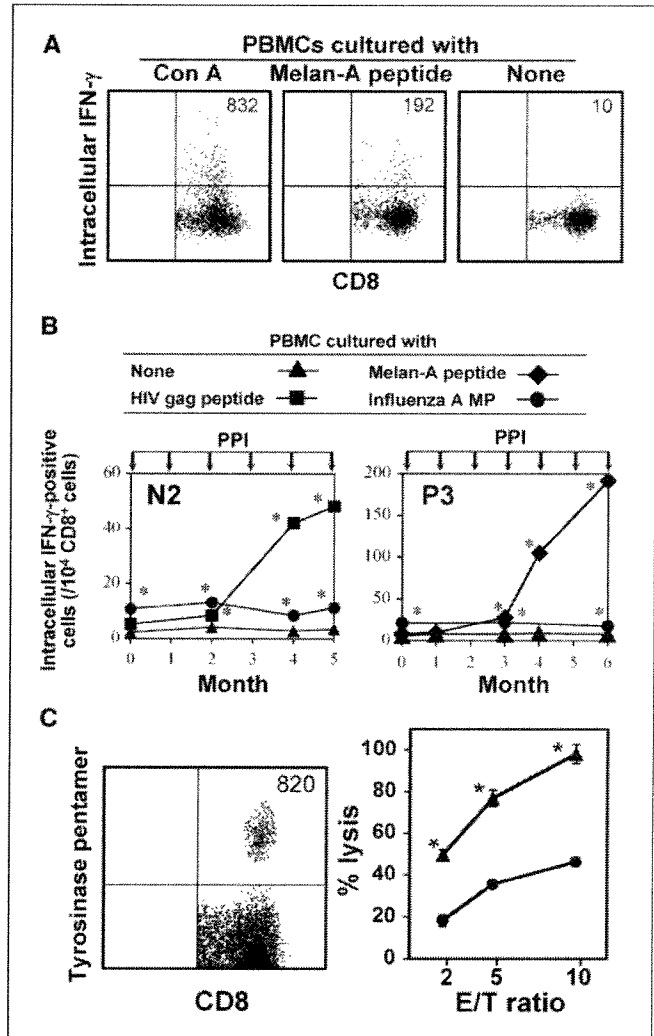 A
PBMCs cultured with
Con A Melan-A peptide None
832 192 10
Intracellular IFN-γ
CD8
B
PBMC cultured with
None Melan-A peptide
HIV gag peptide Influenza A MP
PPI PPI
Intracellular IFN-γ-positive
cells (/10⁴ CD8⁺ cells)
60 40 20 0
N2
* * * * * *
0 1 2 3 4 5
Month
200 150 100 50 0
P3
* * * * * *
0 1 2 3 4 5 6
Month
C
Tyrosinase pentamer
820
CD8
% lysis
100 80 60 40 20 0
* * *
2 5 10
E/T ratio